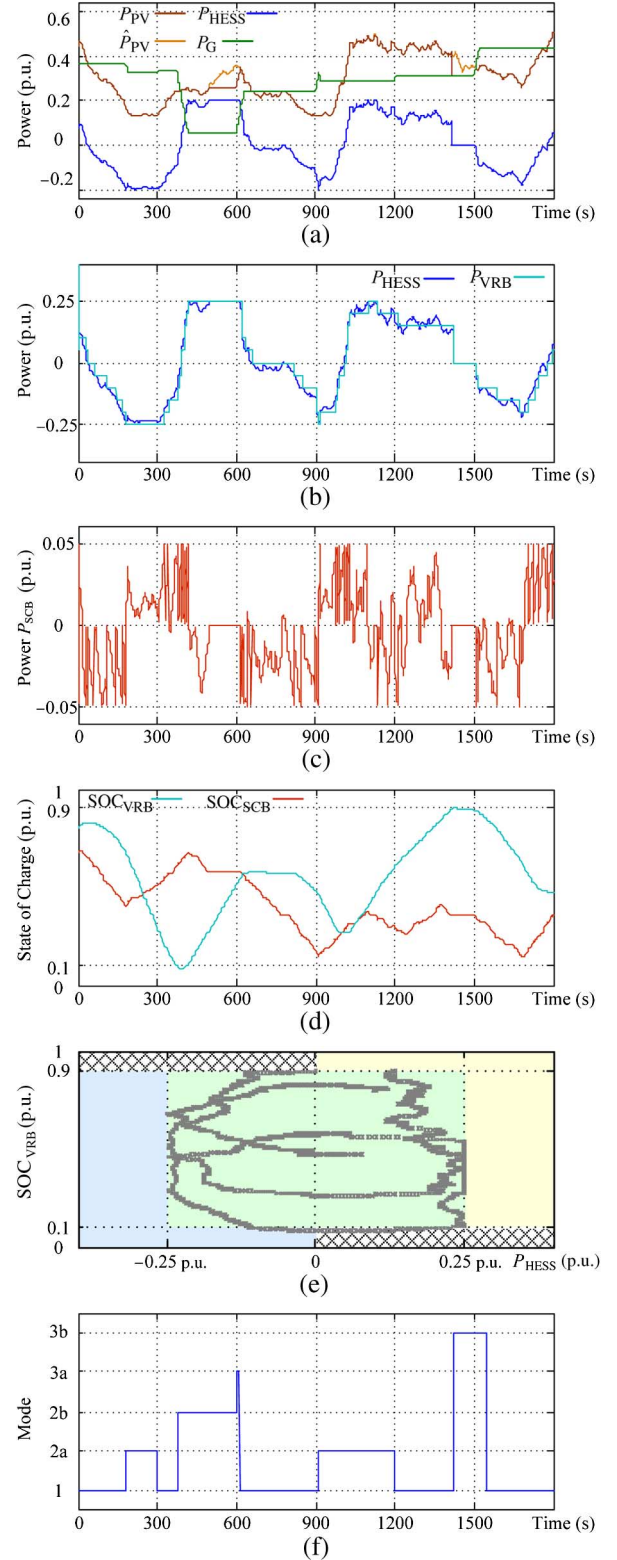 P_PV P_HESS
P̂_PV P_G
0.6
0.4
0.2
0
−0.2
Power (p.u.)
0 300 600 900 1200 1500 Time (s)
(a)
P_HESS P_VRB
0.25
0
−0.25
Power (p.u.)
0 300 600 900 1200 1500 Time (s)
(b)
0.05
0
−0.05
Power P_SCB (p.u.)
0 300 600 900 1200 1500 Time (s)
(c)
1
SOC_VRB SOC_SCB
0.9
0.1
0
State of Charge (p.u.)
0 300 600 900 1200 1500 Time (s)
(d)
1
0.9
0.1
0
SOC_VRB (p.u.)
−0.25 p.u. 0 0.25 p.u. P_HESS (p.u.)
(e)
3b
3a
2b
2a
1
Mode
0 300 600 900 1200 1500 Time (s)
(f)